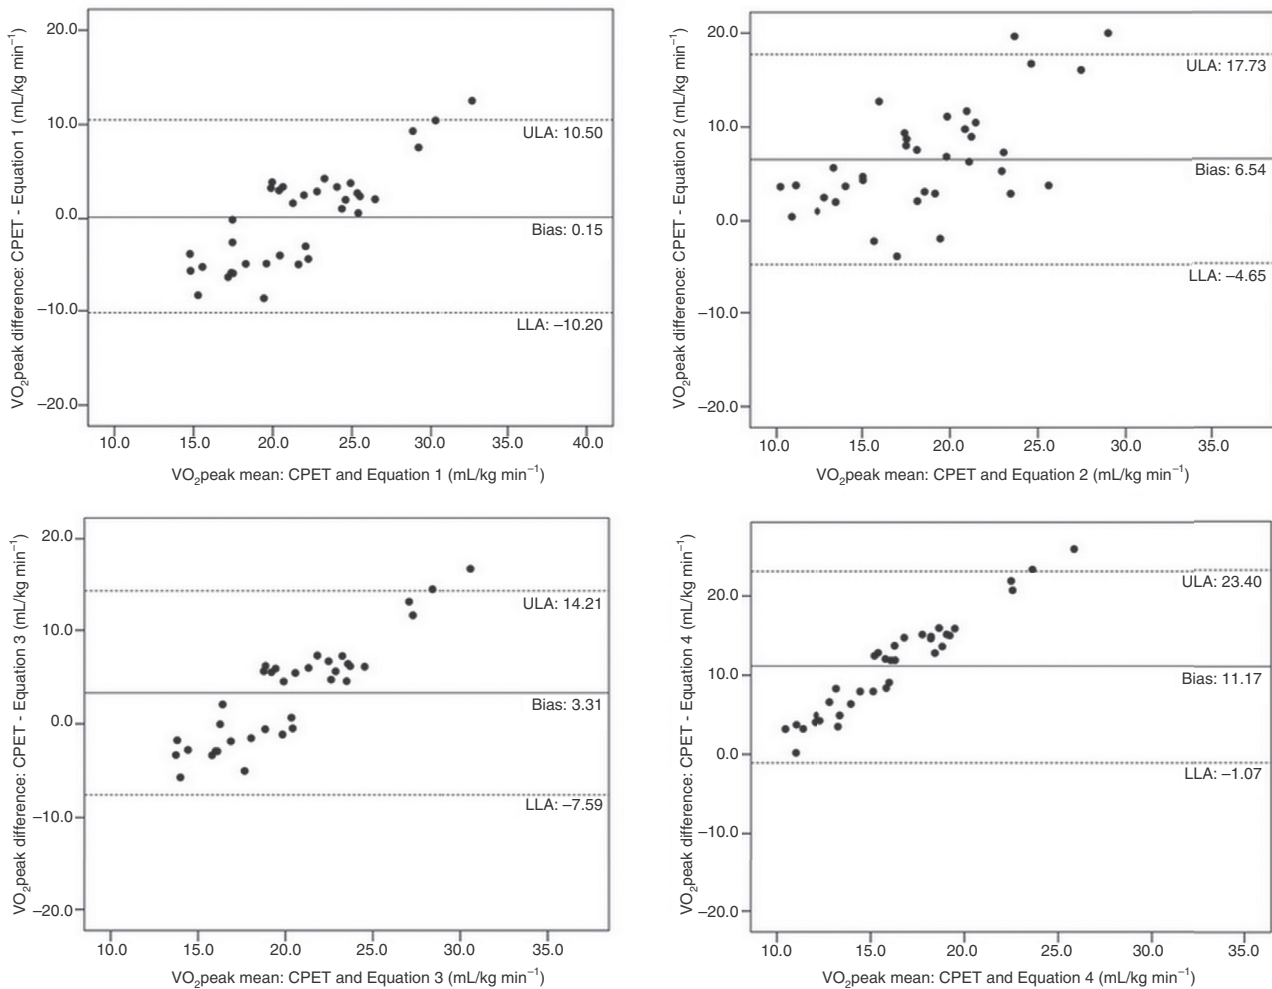 VO2peak difference: CPET - Equation 1 (mL/kg min−1)
20.0
10.0
0.0
−10.0
−20.0
ULA: 10.50
Bias: 0.15
LLA: −10.20
10.0 15.0 20.0 25.0 30.0 35.0 40.0
VO2peak mean: CPET and Equation 1 (mL/kg min−1)
VO2peak difference: CPET - Equation 2 (mL/kg min−1)
20.0
10.0
0.0
−10.0
−20.0
ULA: 17.73
Bias: 6.54
LLA: −4.65
10.0 15.0 20.0 25.0 30.0 35.0
VO2peak mean: CPET and Equation 2 (mL/kg min−1)
VO2peak difference: CPET - Equation 3 (mL/kg min−1)
20.0
10.0
0.0
−10.0
−20.0
ULA: 14.21
Bias: 3.31
LLA: −7.59
10.0 15.0 20.0 25.0 30.0 35.0
VO2peak mean: CPET and Equation 3 (mL/kg min−1)
VO2peak difference: CPET - Equation 4 (mL/kg min−1)
20.0
10.0
0.0
−10.0
−20.0
ULA: 23.40
Bias: 11.17
LLA: −1.07
10.0 15.0 20.0 25.0 30.0 35.0
VO2peak mean: CPET and Equation 4 (mL/kg min−1)